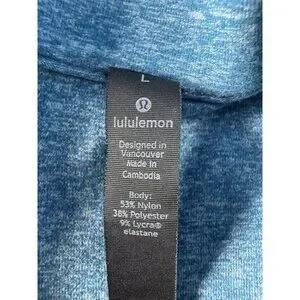 L
lululemon
Designed in
Vancouver
Made in
Cambodia
Body:
53% Nylon
38% Polyester
9% Lycra®
elastane